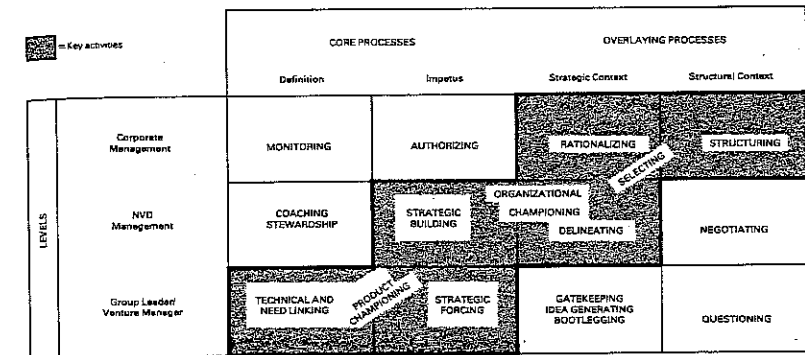 = Key activities
CORE PROCESSES
OVERLAYING PROCESSES
Definition
Impetus
Strategic Context
Structural Context
LEVELS
Corporate
Management
MONITORING
AUTHORIZING
RATIONALIZING
SELECTING
STRUCTURING
NVD
Management
COACHING
STEWARDSHIP
STRATEGIC
BUILDING
ORGANIZATIONAL
CHAMPIONING
DELINEATING
NEGOTIATING
Group Leader/
Venture Manager
TECHNICAL AND
NEED LINKING
PRODUCT
CHAMPIONING
STRATEGIC
FORCING
GATEKEEPING
IDEA GENERATING
BOOTLEGGING
QUESTIONING